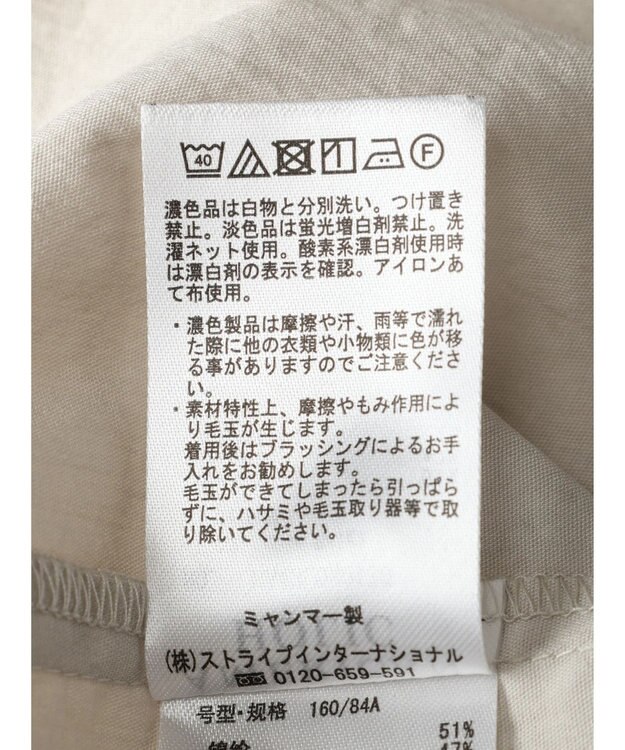 40 F
濃色品は白物と分別洗い。つけ置き
禁止。淡色品は蛍光増白剤禁止。洗
濯ネット使用。酸素系漂白剤使用時
は漂白剤の表示を確認。アイロンあ
て布使用。
・濃色製品は摩擦や汗、雨等で濡れ
た際に他の衣類や小物類に色が移
る事がありますのでご注意くださ
い。
・素材特性上、摩擦やもみ作用によ
り毛玉が生じます。
着用後はブラッシングによるお手
入れをお勧めします。
毛玉ができてしまったら引っぱら
ずに、ハサミや毛玉取り器等で取
り除いてください。
ミャンマー製
(株)ストライプインターナショナル
0120-659-591
号型·规格 160/84A
51%